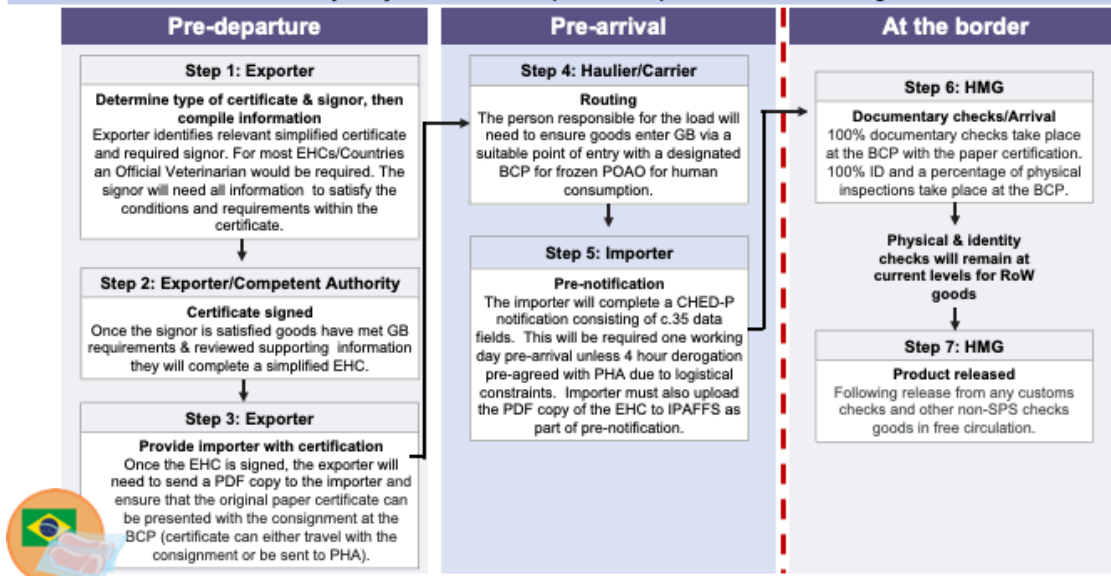 Pre-departure
Step 1: Exporter
Determine type of certificate & signor, then
compile information
Exporter identifies relevant simplified certificate
and required signor. For most EHCs/Countries
an Official Veterinarian would be required. The
signor will need all information to satisfy the
conditions and requirements within the
certificate.
Step 2: Exporter/Competent Authority
Certificate signed
Once the signor is satisfied goods have met GB
requirements & reviewed supporting information
they will complete a simplified EHC.
Step 3: Exporter
Provide importer with certification
Once the EHC is signed, the exporter will
need to send a PDF copy to the importer and
ensure that the original paper certificate can
be presented with the consignment at the
BCP (certificate can either travel with the
consignment or be sent to PHA).
Pre-arrival
Step 4: Haulier/Carrier
Routing
The person responsible for the load will
need to ensure goods enter GB via a
suitable point of entry with a designated
BCP for frozen POAO for human
consumption.
Step 5: Importer
Pre-notification
The importer will complete a CHED-P
notification consisting of c.35 data
fields. This will be required one working
day pre-arrival unless 4 hour derogation
pre-agreed with PHA due to logistical
constraints. Importer must also upload
the PDF copy of the EHC to IPAFFS as
part of pre-notification.
At the border
Step 6: HMG
Documentary checks/Arrival
100% documentary checks take place
at the BCP with the paper certification.
100% ID and a percentage of physical
inspections take place at the BCP.
Physical & identity
checks will remain at
current levels for RoW
goods
Step 7: HMG
Product released
Following release from any customs
checks and other non-SPS checks
goods in free circulation.